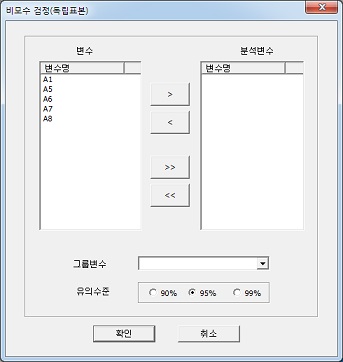 비모수 검정(독립표본)
변수
분석변수
변수명
변수명
A1
A5
A6
A7
A8
>
<
>>
<<
그룹변수
유의수준
90% 95% 99%
확인
취소